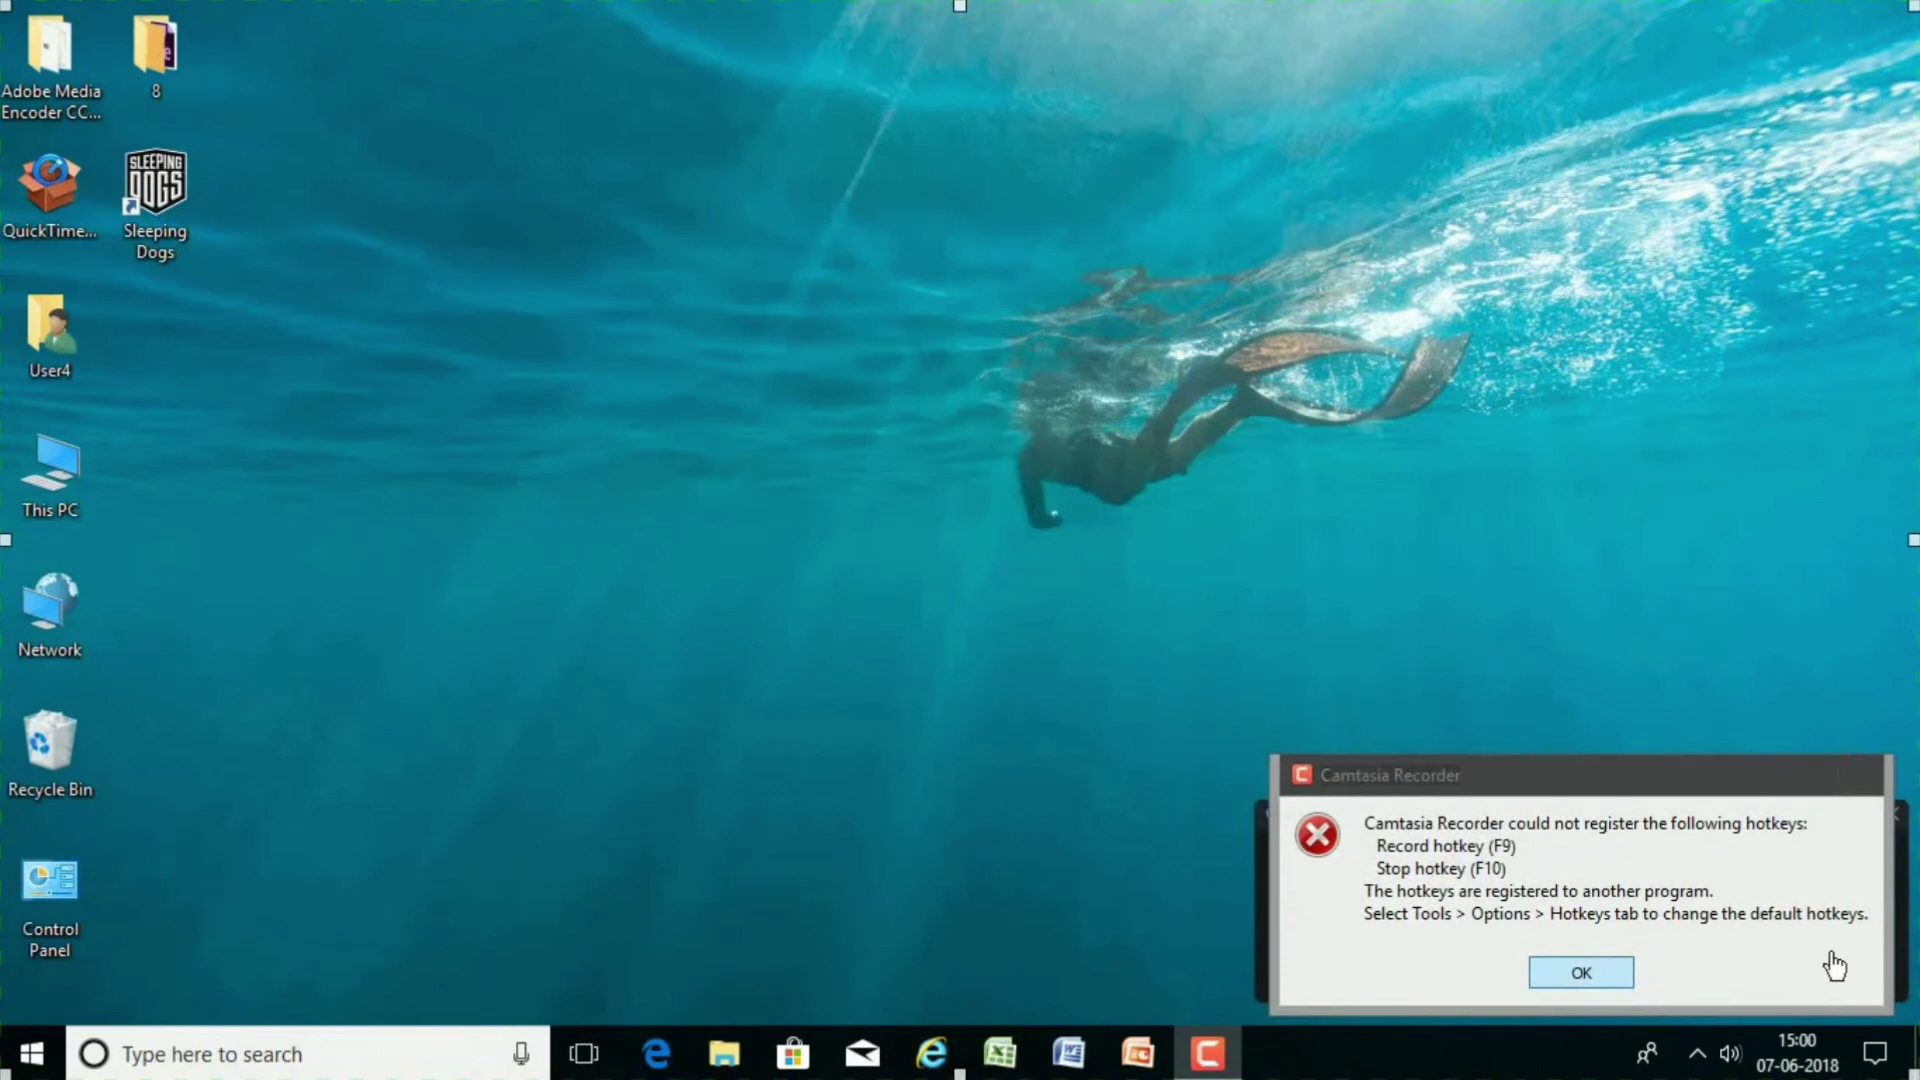 Adobe Media
Encoder CC...
8
QuickTime...
SLEEPING
DOGS
Sleeping
Dogs
User4
This PC
Network
Recycle Bin
Control
Panel
Camtasia Recorder
Camtasia Recorder could not register the following hotkeys:
Record hotkey (F9)
Stop hotkey (F10)
The hotkeys are registered to another program.
Select Tools > Options > Hotkeys tab to change the default hotkeys.
OK
Type here to search
15:00
07-06-2018